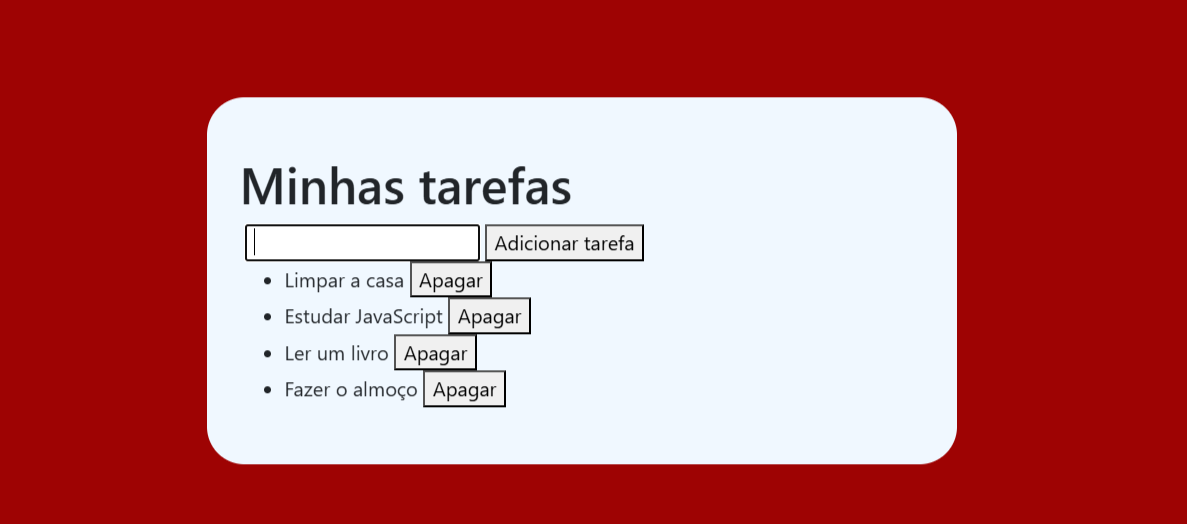 Minhas tarefas
Adicionar tarefa
Limpar a casa Apagar
Estudar JavaScript Apagar
Ler um livro Apagar
Fazer o almoço Apagar